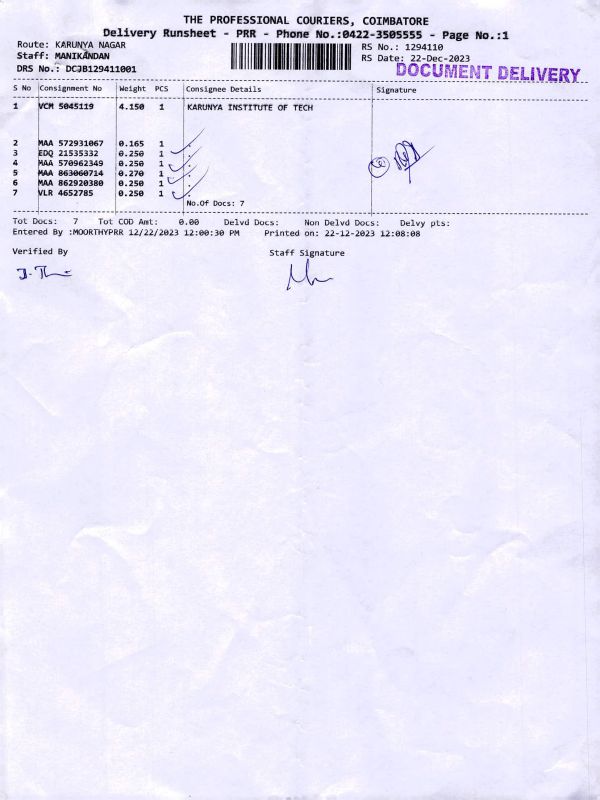 THE PROFESSIONAL COURIERS, COIMBATORE
Delivery Runsheet - PRR - Phone No.:0422-3505555 - Page No.:1
Route: KARUNYA NAGAR RS No.: 1294110
Staff: MANIKANDAN RS Date: 22-Dec-2023
DRS No.: DCJB129411001 DOCUMENT DELIVERY
S No Consignment No Weight PCS Consignee Details Signature
1 VCM 5045119 4.150 1 KARUNYA INSTITUTE OF TECH
2 MAA 572931067 0.165 1 .
3 EDQ 21535332 0.250 1 .
4 MAA 570962349 0.250 1 .
5 MAA 863060714 0.270 1 .
6 MAA 862920380 0.250 1 .
7 VLR 4652785 0.250 1 .
No.Of Docs: 7
Tot Docs: 7 Tot COD Amt: 0.00 Delvd Docs: Non Delvd Docs: Delvy pts:
Entered By :MOORTHYPRR 12/22/2023 12:00:30 PM Printed on: 22-12-2023 12:08:08
Verified By Staff Signature